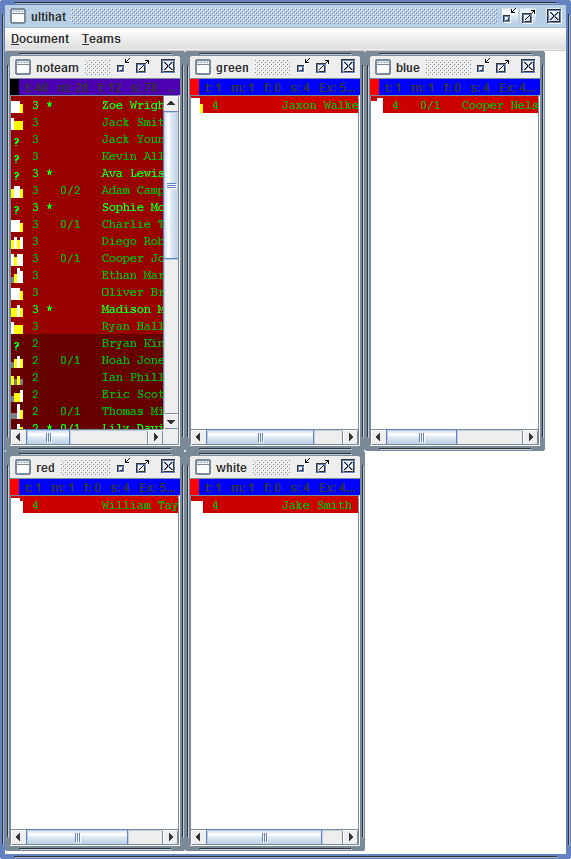 ultihat
Document Teams
noteam
3 * Zoe Wrigh
3 Jack Smit
? 3 Jack Youn
? 3 Kevin All
? 3 * Ava Lewis
3 0/2 Adam Camp
? 3 * Sophie Mc
3 0/1 Charlie T
3 Diego Rob
3 0/1 Cooper Jo
3 Ethan Mar
3 Oliver Br
3 * Madison M
3 Ryan Hall
? 2 Bryan Kin
2 0/1 Noah Jone
2 Ian Phill
2 Eric Scot
2 0/1 Thomas Mi
2 * 0/1 Lily Davi
green
t: 1 m: 1 f: 0 s: 4 Ex: 5...
4 Jaxon Walke
blue
t: 1 m: 1 f: 0 s: 4 Ex: 4...
4 0/1 Cooper Nels
red
t: 1 m: 1 f: 0 s: 4 Ex: 5...
4 William Tay
white
t: 1 m: 1 f: 0 s: 4 Ex: 4...
4 Jake Smith